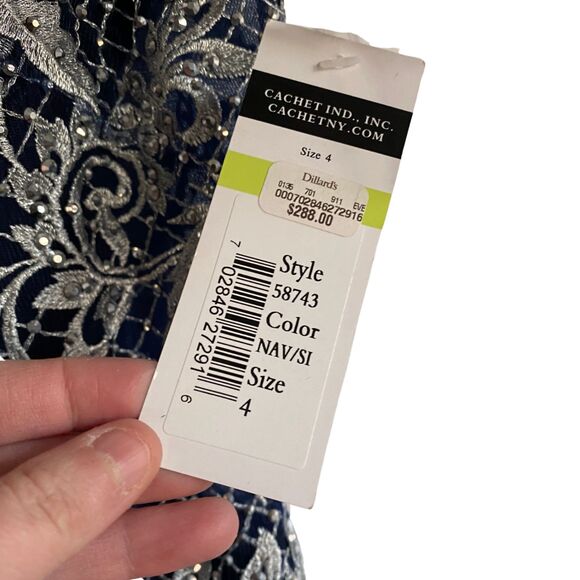 CACHET IND., INC.
CACHETNY.COM
Size 4
Dillard's
0135 701 911 EVE
000702846272916
$288.00
Style
58743
Color
NAV/SI
Size
4
7 02846 27291 6